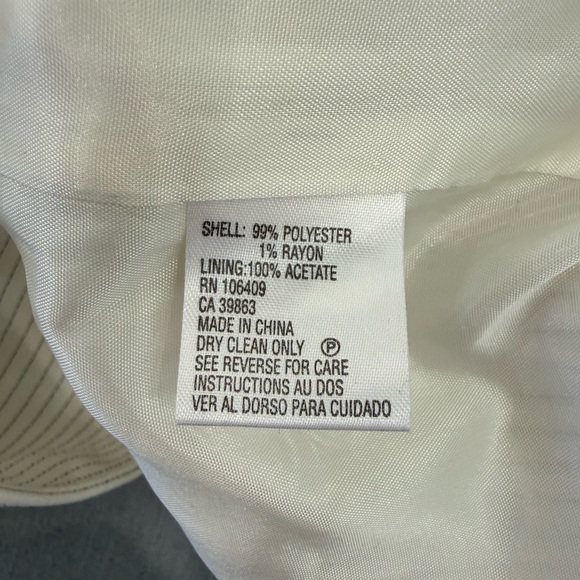 SHELL: 99% POLYESTER
1% RAYON
LINING:100% ACETATE
RN 106409
CA 39863
MADE IN CHINA
DRY CLEAN ONLY Ⓟ
SEE REVERSE FOR CARE
INSTRUCTIONS AU DOS
VER AL DORSO PARA CUIDADO